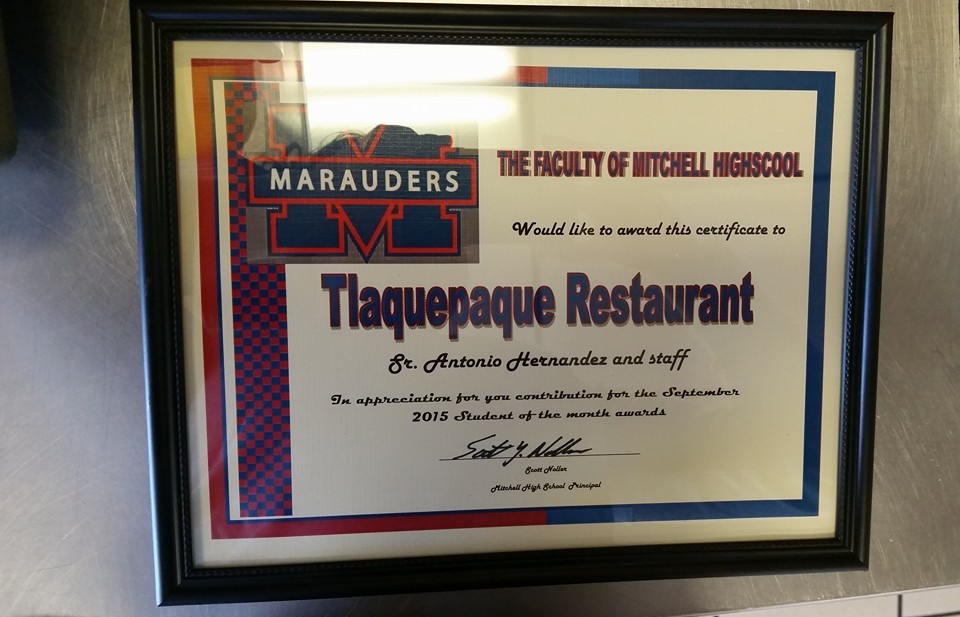 MARAUDERS
THE FACULTY OF MITCHELL HIGHSCOOL
Would like to award this certificate to
Tlaquepaque Restaurant
Sr. Antonio Hernandez and staff
In appreciation for you contribution for the September
2015 Student of the month awards
Scott Y. Noller
Scott Noller
Mitchell High School Principal